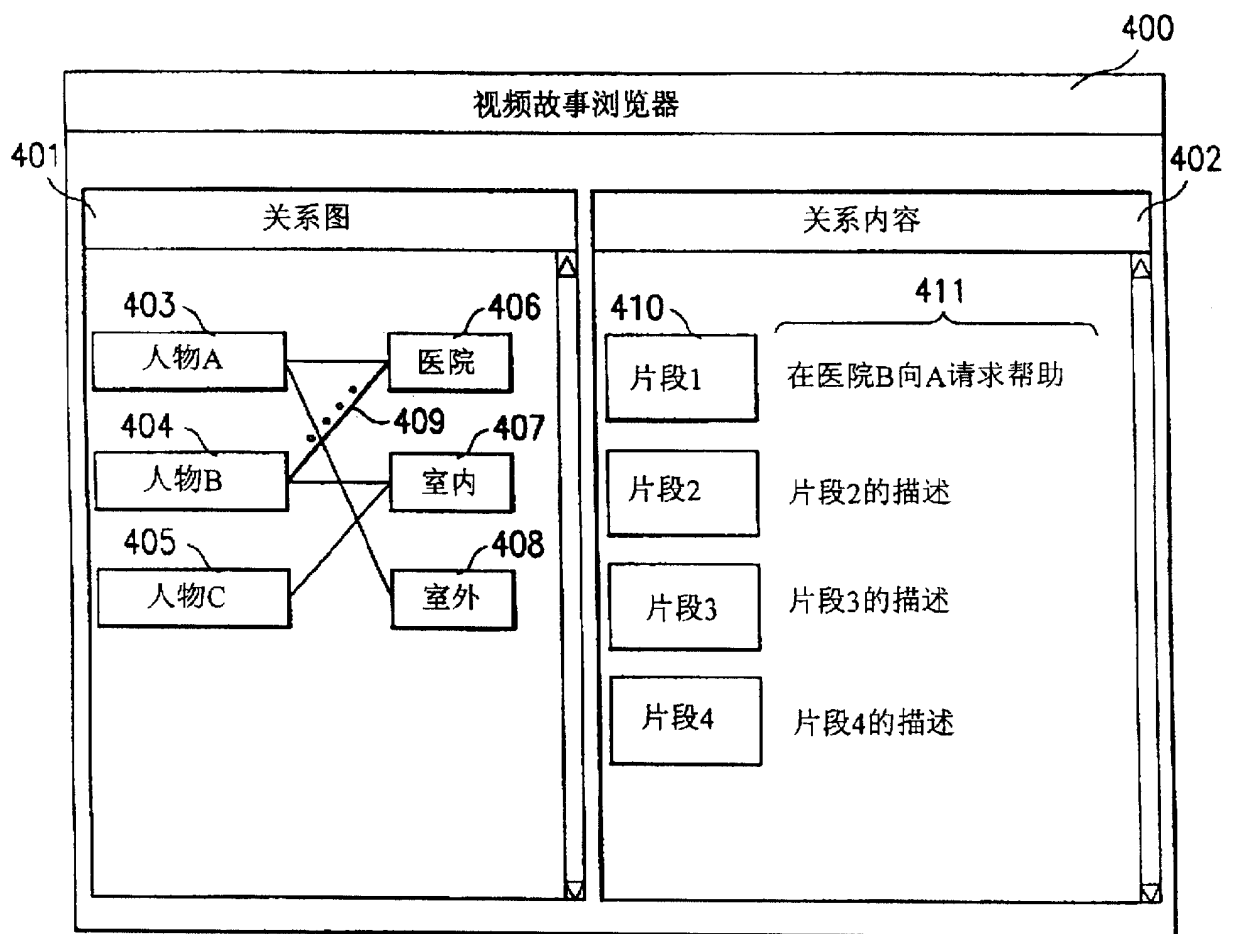 400
视频故事浏览器
401
402
关系图
关系内容
403
406
人物A
医院
409
404
407
人物B
室内
405
408
人物C
室外
410
411
片段1
在医院B向A请求帮助
片段2
片段2的描述
片段3
片段3的描述
片段4
片段4的描述